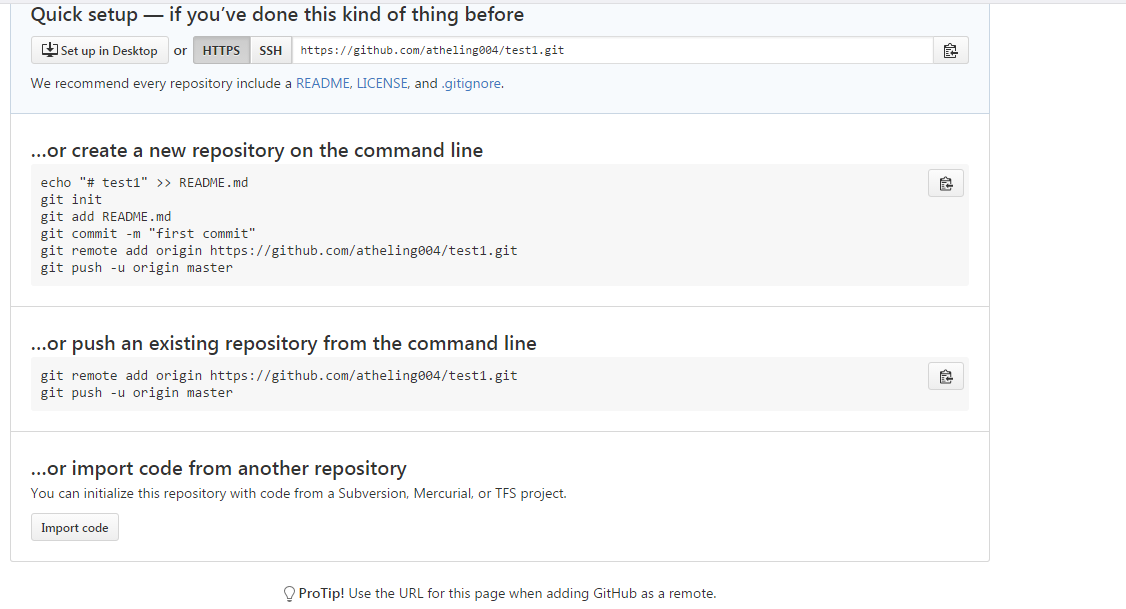 Quick setup — if you've done this kind of thing before
Set up in Desktop or HTTPS SSH https://github.com/atheling004/test1.git
We recommend every repository include a README, LICENSE, and .gitignore.
...or create a new repository on the command line
echo "# test1" >> README.md
git init
git add README.md
git commit -m "first commit"
git remote add origin https://github.com/atheling004/test1.git
git push -u origin master
...or push an existing repository from the command line
git remote add origin https://github.com/atheling004/test1.git
git push -u origin master
...or import code from another repository
You can initialize this repository with code from a Subversion, Mercurial, or TFS project.
Import code
ProTip! Use the URL for this page when adding GitHub as a remote.